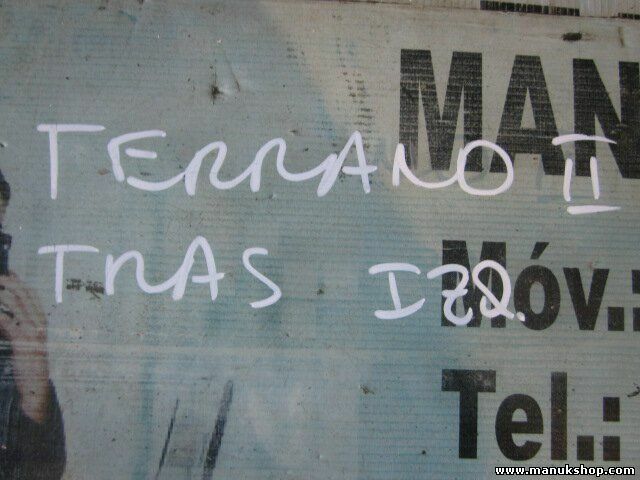 MAN
TERRANO II
TRAS IZQ.
Móv.:
Tel.:
www.manukshop.com